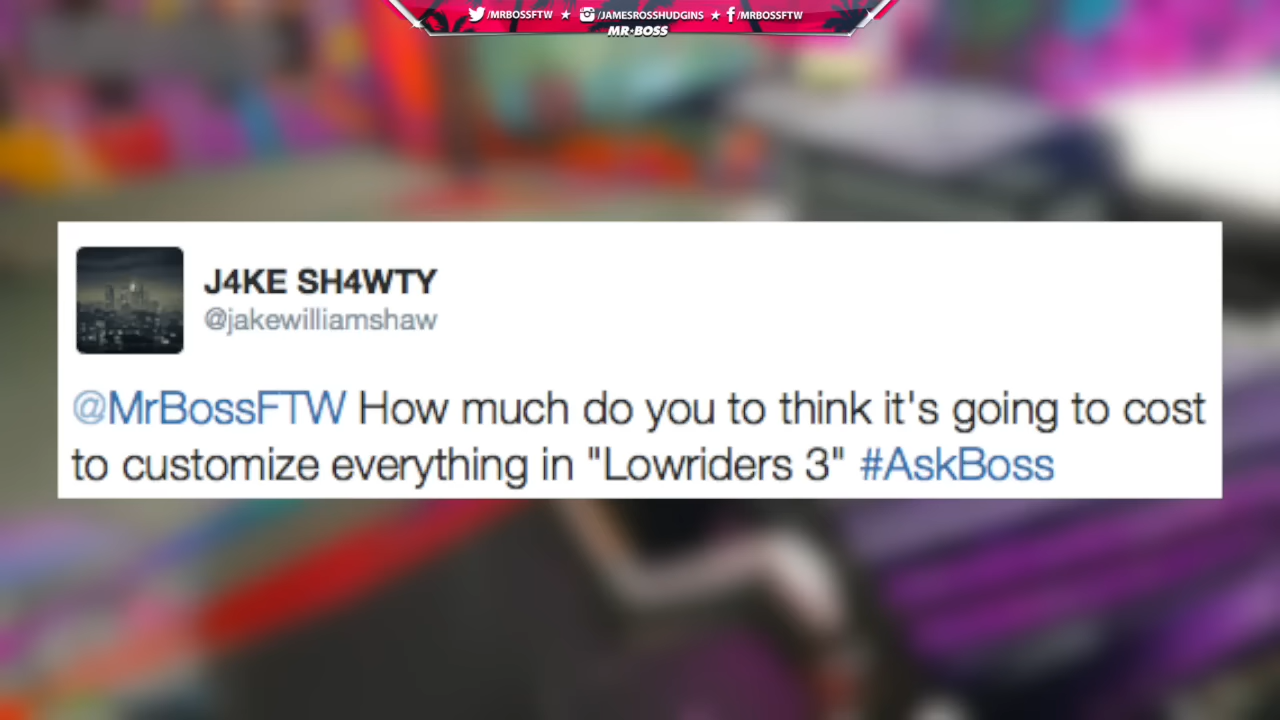 /MRBOSSFTW ★ /JAMESROSSHUDGINS ★ /MRBOSSFTW
MR·BOSS
J4KE SH4WTY
@jakewilliamshaw
@MrBossFTW How much do you to think it's going to cost
to customize everything in "Lowriders 3" #AskBoss